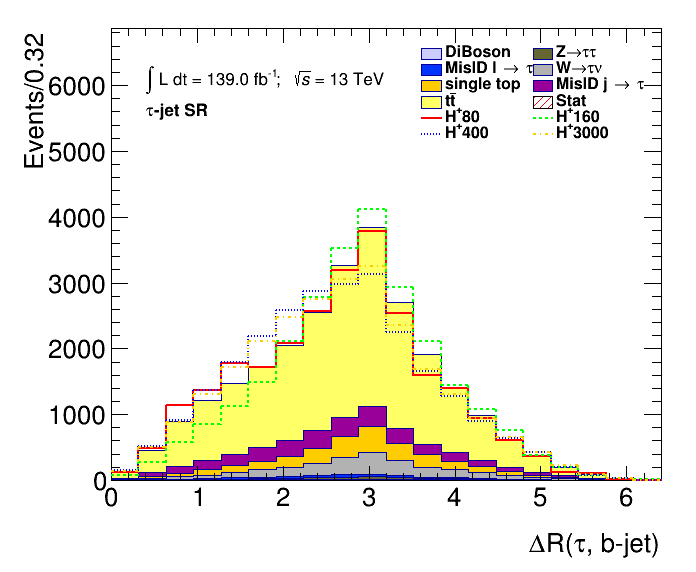 Events/0.32
∫ L dt = 139.0 fb⁻¹; √s = 13 TeV
τ-jet SR
DiBoson
Z→ττ
MisID l → τ
W→τν
single top
MisID j → τ
tt̄
Stat
H⁺80
H⁺160
H⁺400
H⁺3000
6000
5000
4000
3000
2000
1000
0
0 1 2 3 4 5 6
ΔR(τ, b-jet)